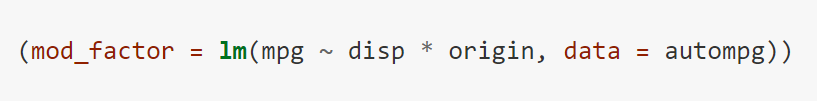 (mod_factor = lm(mpg ~ disp * origin, data = autompg))